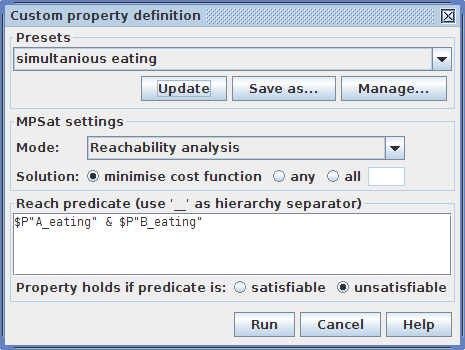 Custom property definition
Presets
simultanious eating
Update Save as... Manage...
MPSat settings
Mode: Reachability analysis
Solution: minimise cost function any all
Reach predicate (use '__' as hierarchy separator)
$P"A_eating" & $P"B_eating"
Property holds if predicate is: satisfiable unsatisfiable
Run Cancel Help